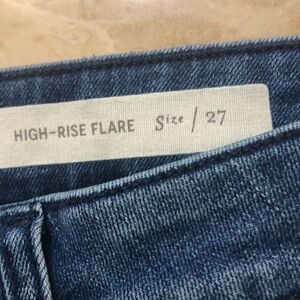 HIGH-RISE FLARE Size / 27